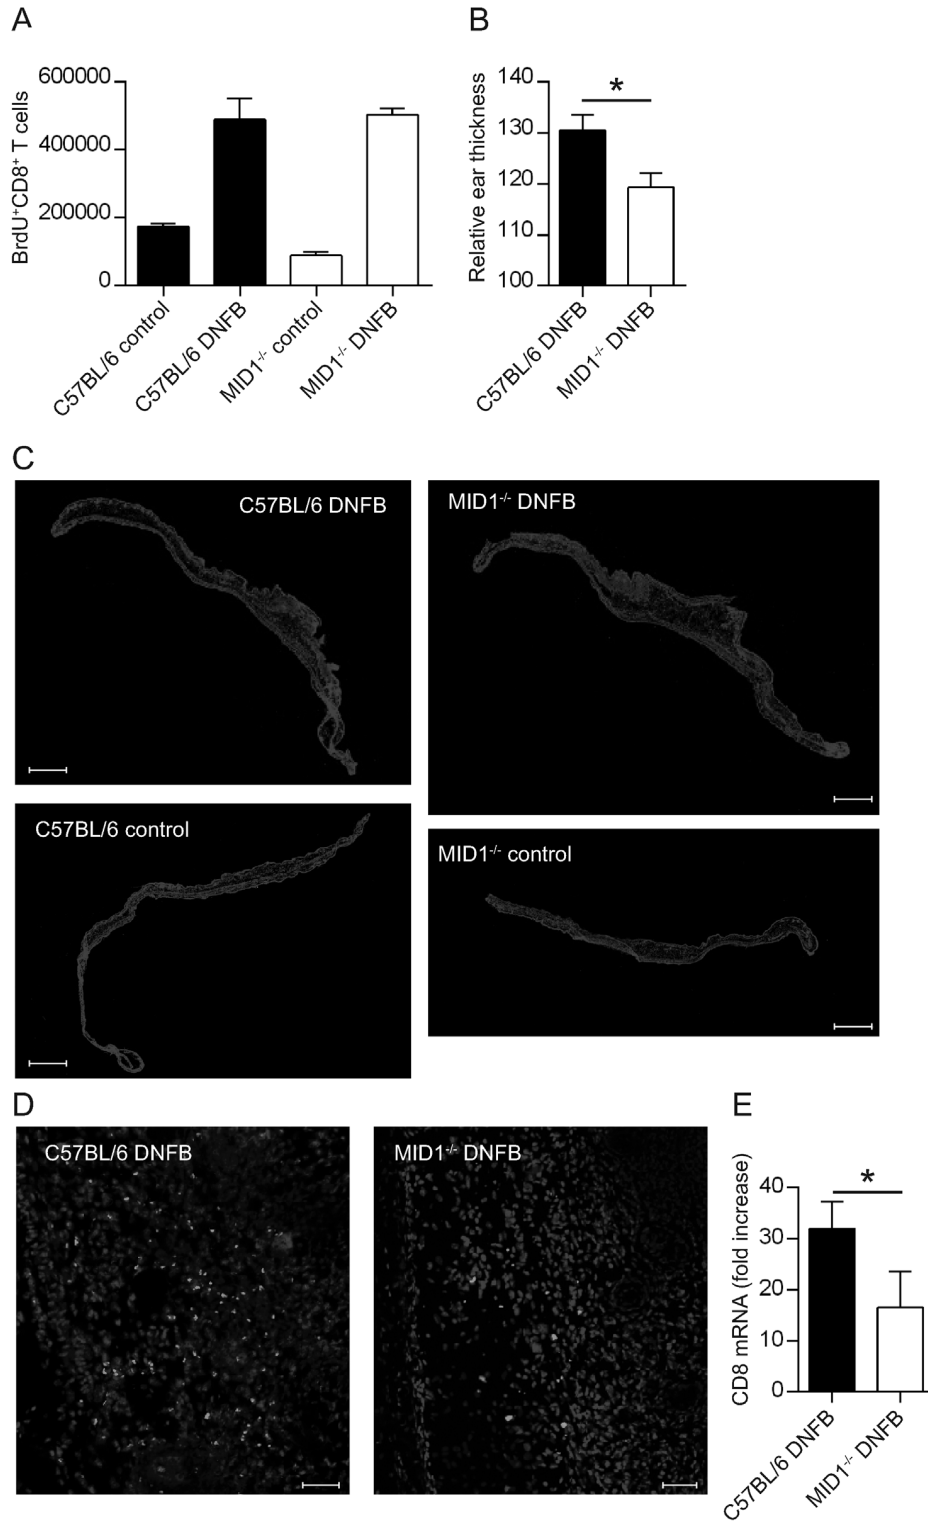 A
BrdU⁺CD8⁺ T cells
600000
400000
200000
0
C57BL/6 control
C57BL/6 DNFB
MID1⁻/⁻ control
MID1⁻/⁻ DNFB
B
Relative ear thickness
140
130
120
110
100
*
C57BL/6 DNFB
MID1⁻/⁻ DNFB
C
C57BL/6 DNFB
MID1⁻/⁻ DNFB
C57BL/6 control
MID1⁻/⁻ control
D
C57BL/6 DNFB
MID1⁻/⁻ DNFB
E
CD8 mRNA (fold increase)
40
30
20
10
0
*
C57BL/6 DNFB
MID1⁻/⁻ DNFB